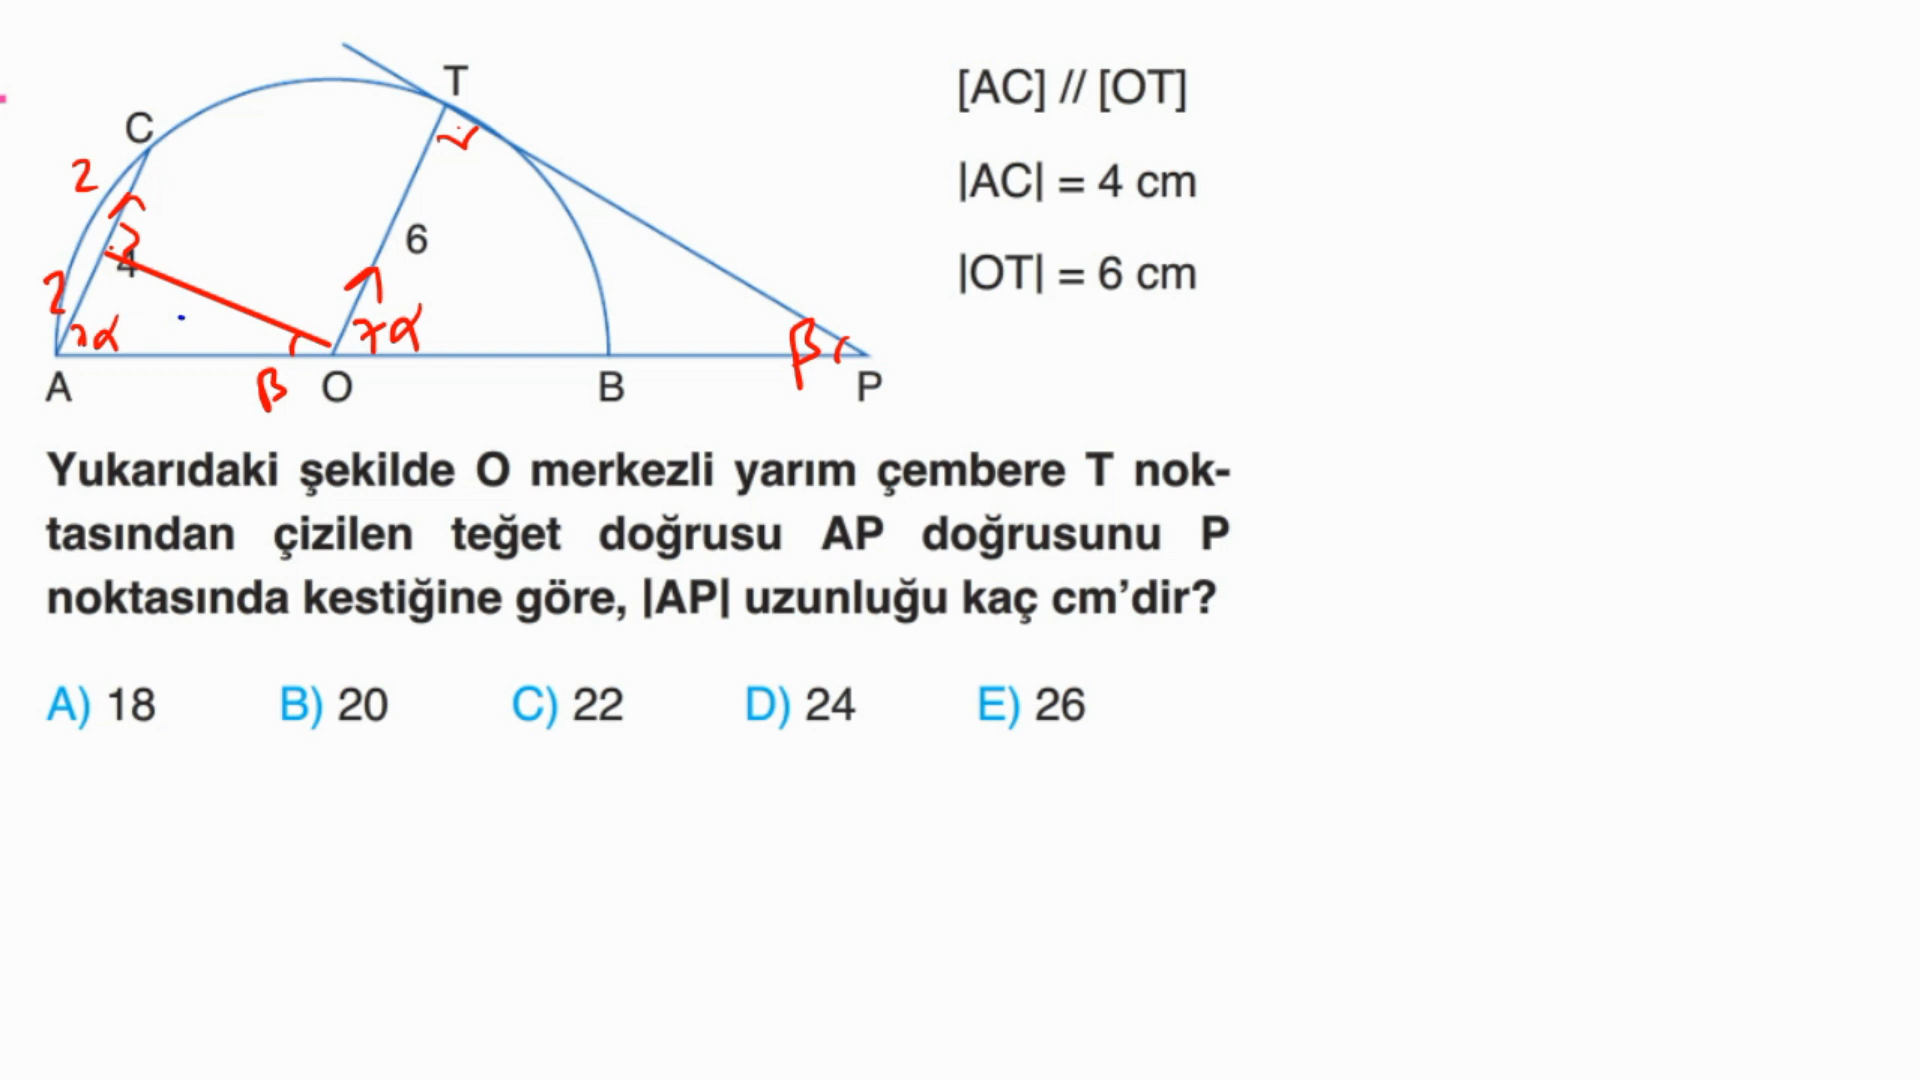 T
C
2
6
4
2
α
α
β
β
A
O
B
P
[AC] // [OT]
|AC| = 4 cm
|OT| = 6 cm
Yukarıdaki şekilde O merkezli yarım çembere T nok-
tasından çizilen teğet doğrusu AP doğrusunu P
noktasında kestiğine göre, |AP| uzunluğu kaç cm'dir?
A) 18 B) 20 C) 22 D) 24 E) 26